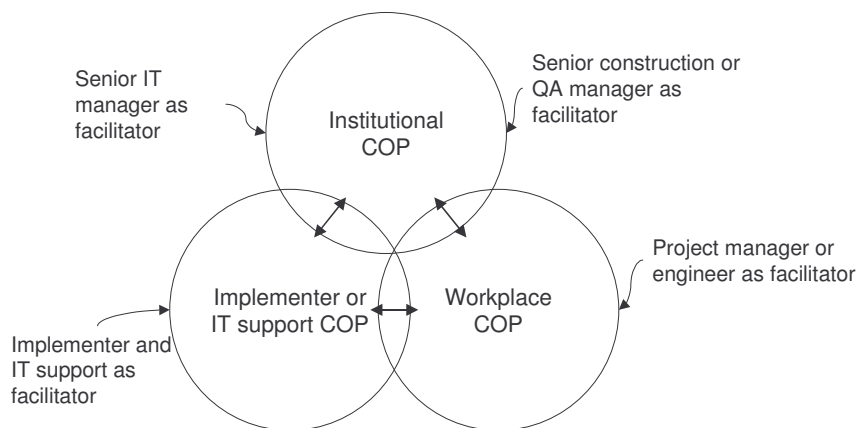 Senior IT
manager as
facilitator
Senior construction or
QA manager as
facilitator
Institutional
COP
Project manager or
engineer as facilitator
Implementer or
IT support COP
Workplace
COP
Implementer and
IT support as
facilitator